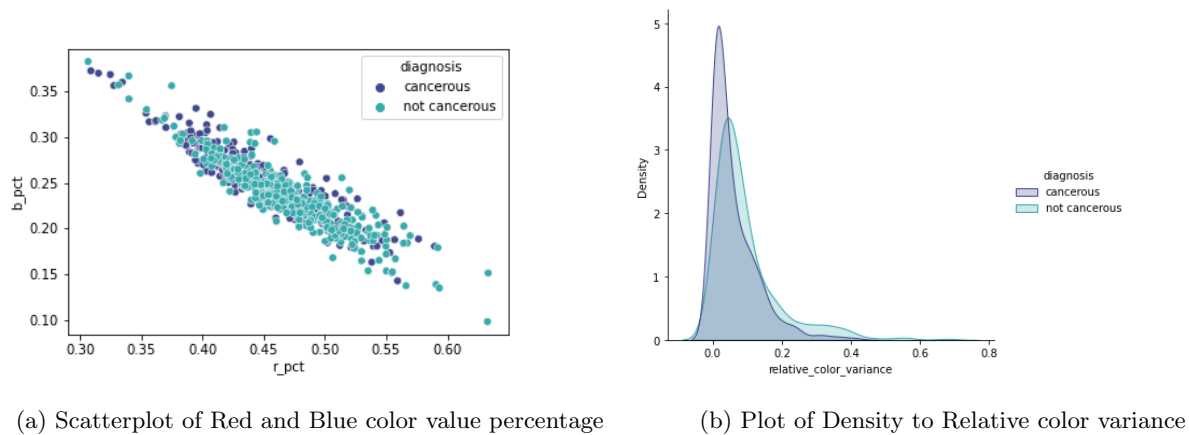 diagnosis
cancerous
not cancerous
b_pct
0.35
0.30
0.25
0.20
0.15
0.10
0.30 0.35 0.40 0.45 0.50 0.55 0.60
r_pct
(a) Scatterplot of Red and Blue color value percentage
Density
5
4
3
2
1
0
0.0 0.2 0.4 0.6 0.8
relative_color_variance
diagnosis
cancerous
not cancerous
(b) Plot of Density to Relative color variance